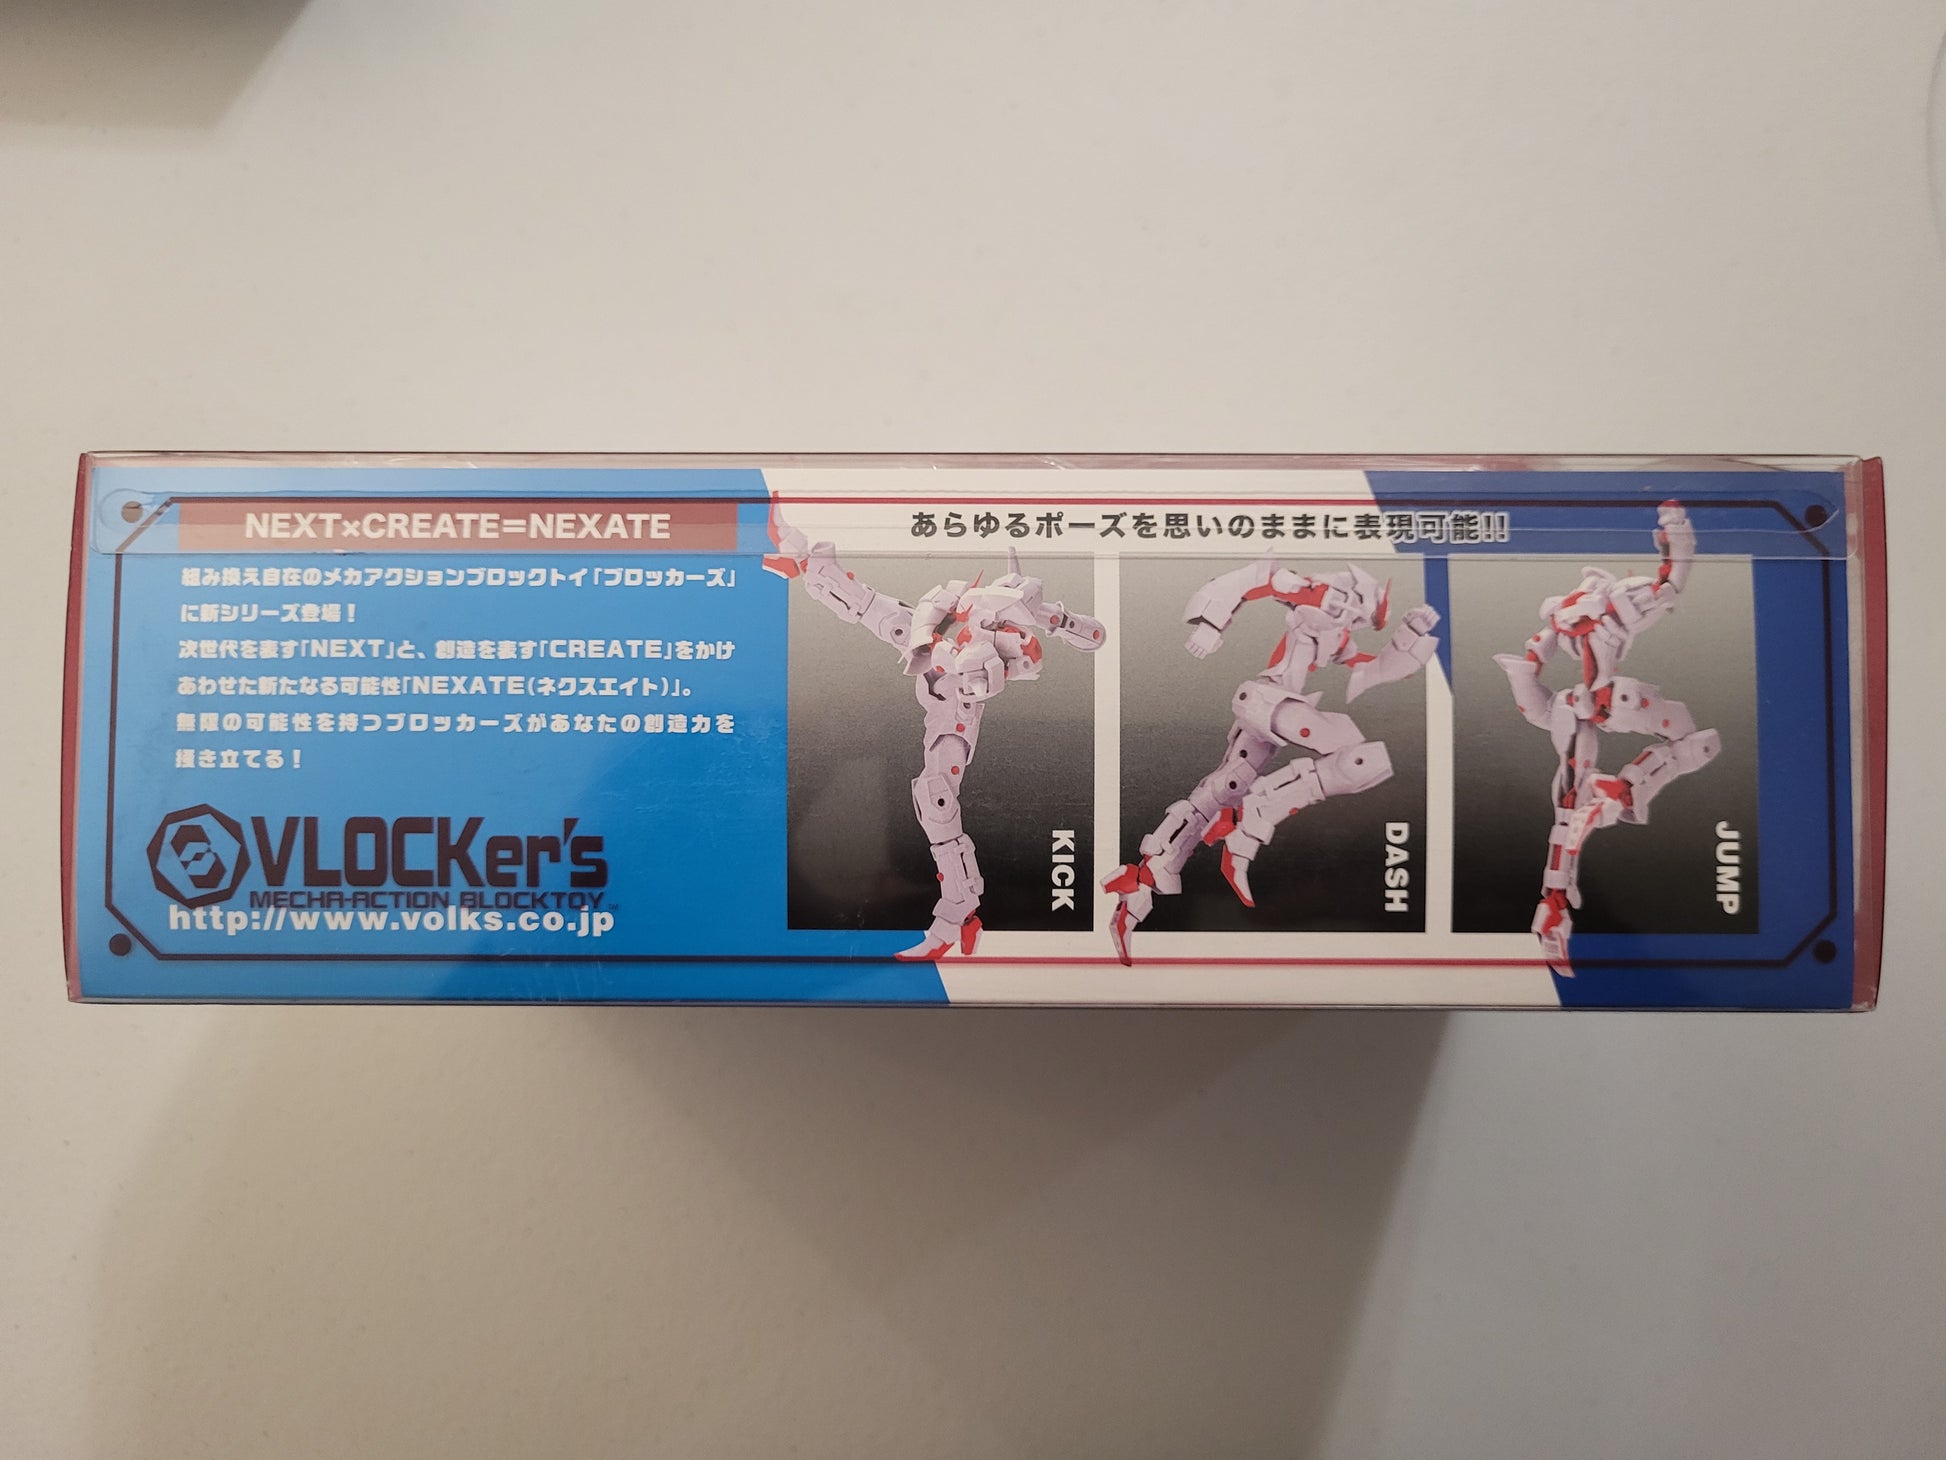 NEXT×CREATE=NEXATE
組み換え自在のメカアクションブロックトイ「ブロッカーズ」
に新シリーズ登場！
次世代を表す「NEXT」と、創造を表す「CREATE」をかけ
あわせた新たなる可能性「NEXATE（ネクスエイト）」。
無限の可能性を持つブロッカーズがあなたの創造力を
掻き立てる！
VLOCKer's
MECHA-ACTION BLOCKTOY™
http://www.volks.co.jp
あらゆるポーズを思いのままに表現可能!!
KICK
DASH
JUMP